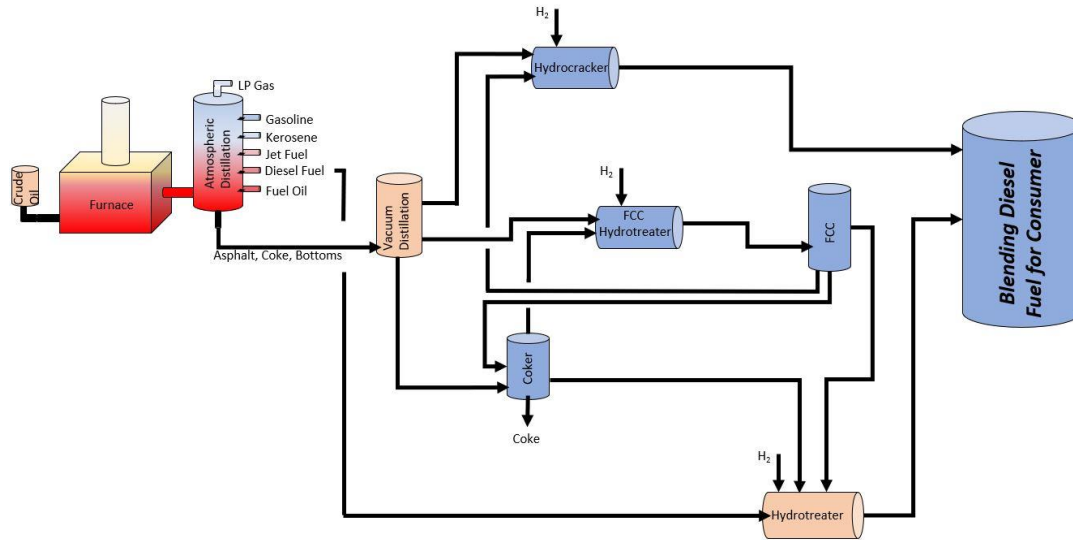 H₂
Hydrocracker
LP Gas
Gasoline
Kerosene
Jet Fuel
Diesel Fuel
Fuel Oil
Atmospheric
Distillation
Crude
Oil
Furnace
Asphalt, Coke, Bottoms
Vacuum
Distillation
H₂
FCC
Hydrotreater
FCC
Blending Diesel
Fuel for Consumer
Coker
Coke
H₂
Hydrotreater